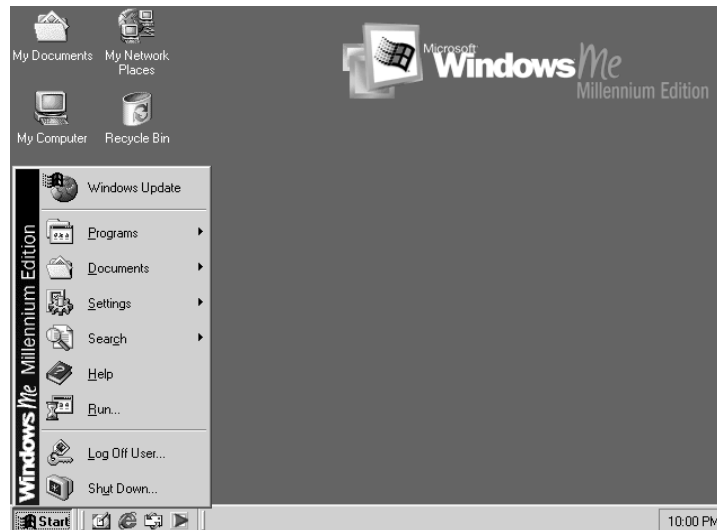 My Documents
My Network
Places
Microsoft
Windows Me
Millennium Edition
My Computer
Recycle Bin
Windows Update
Programs
Documents
Settings
Search
Help
Run...
Log Off User...
Shut Down...
Windows Me Millennium Edition
Start
10:00 PM